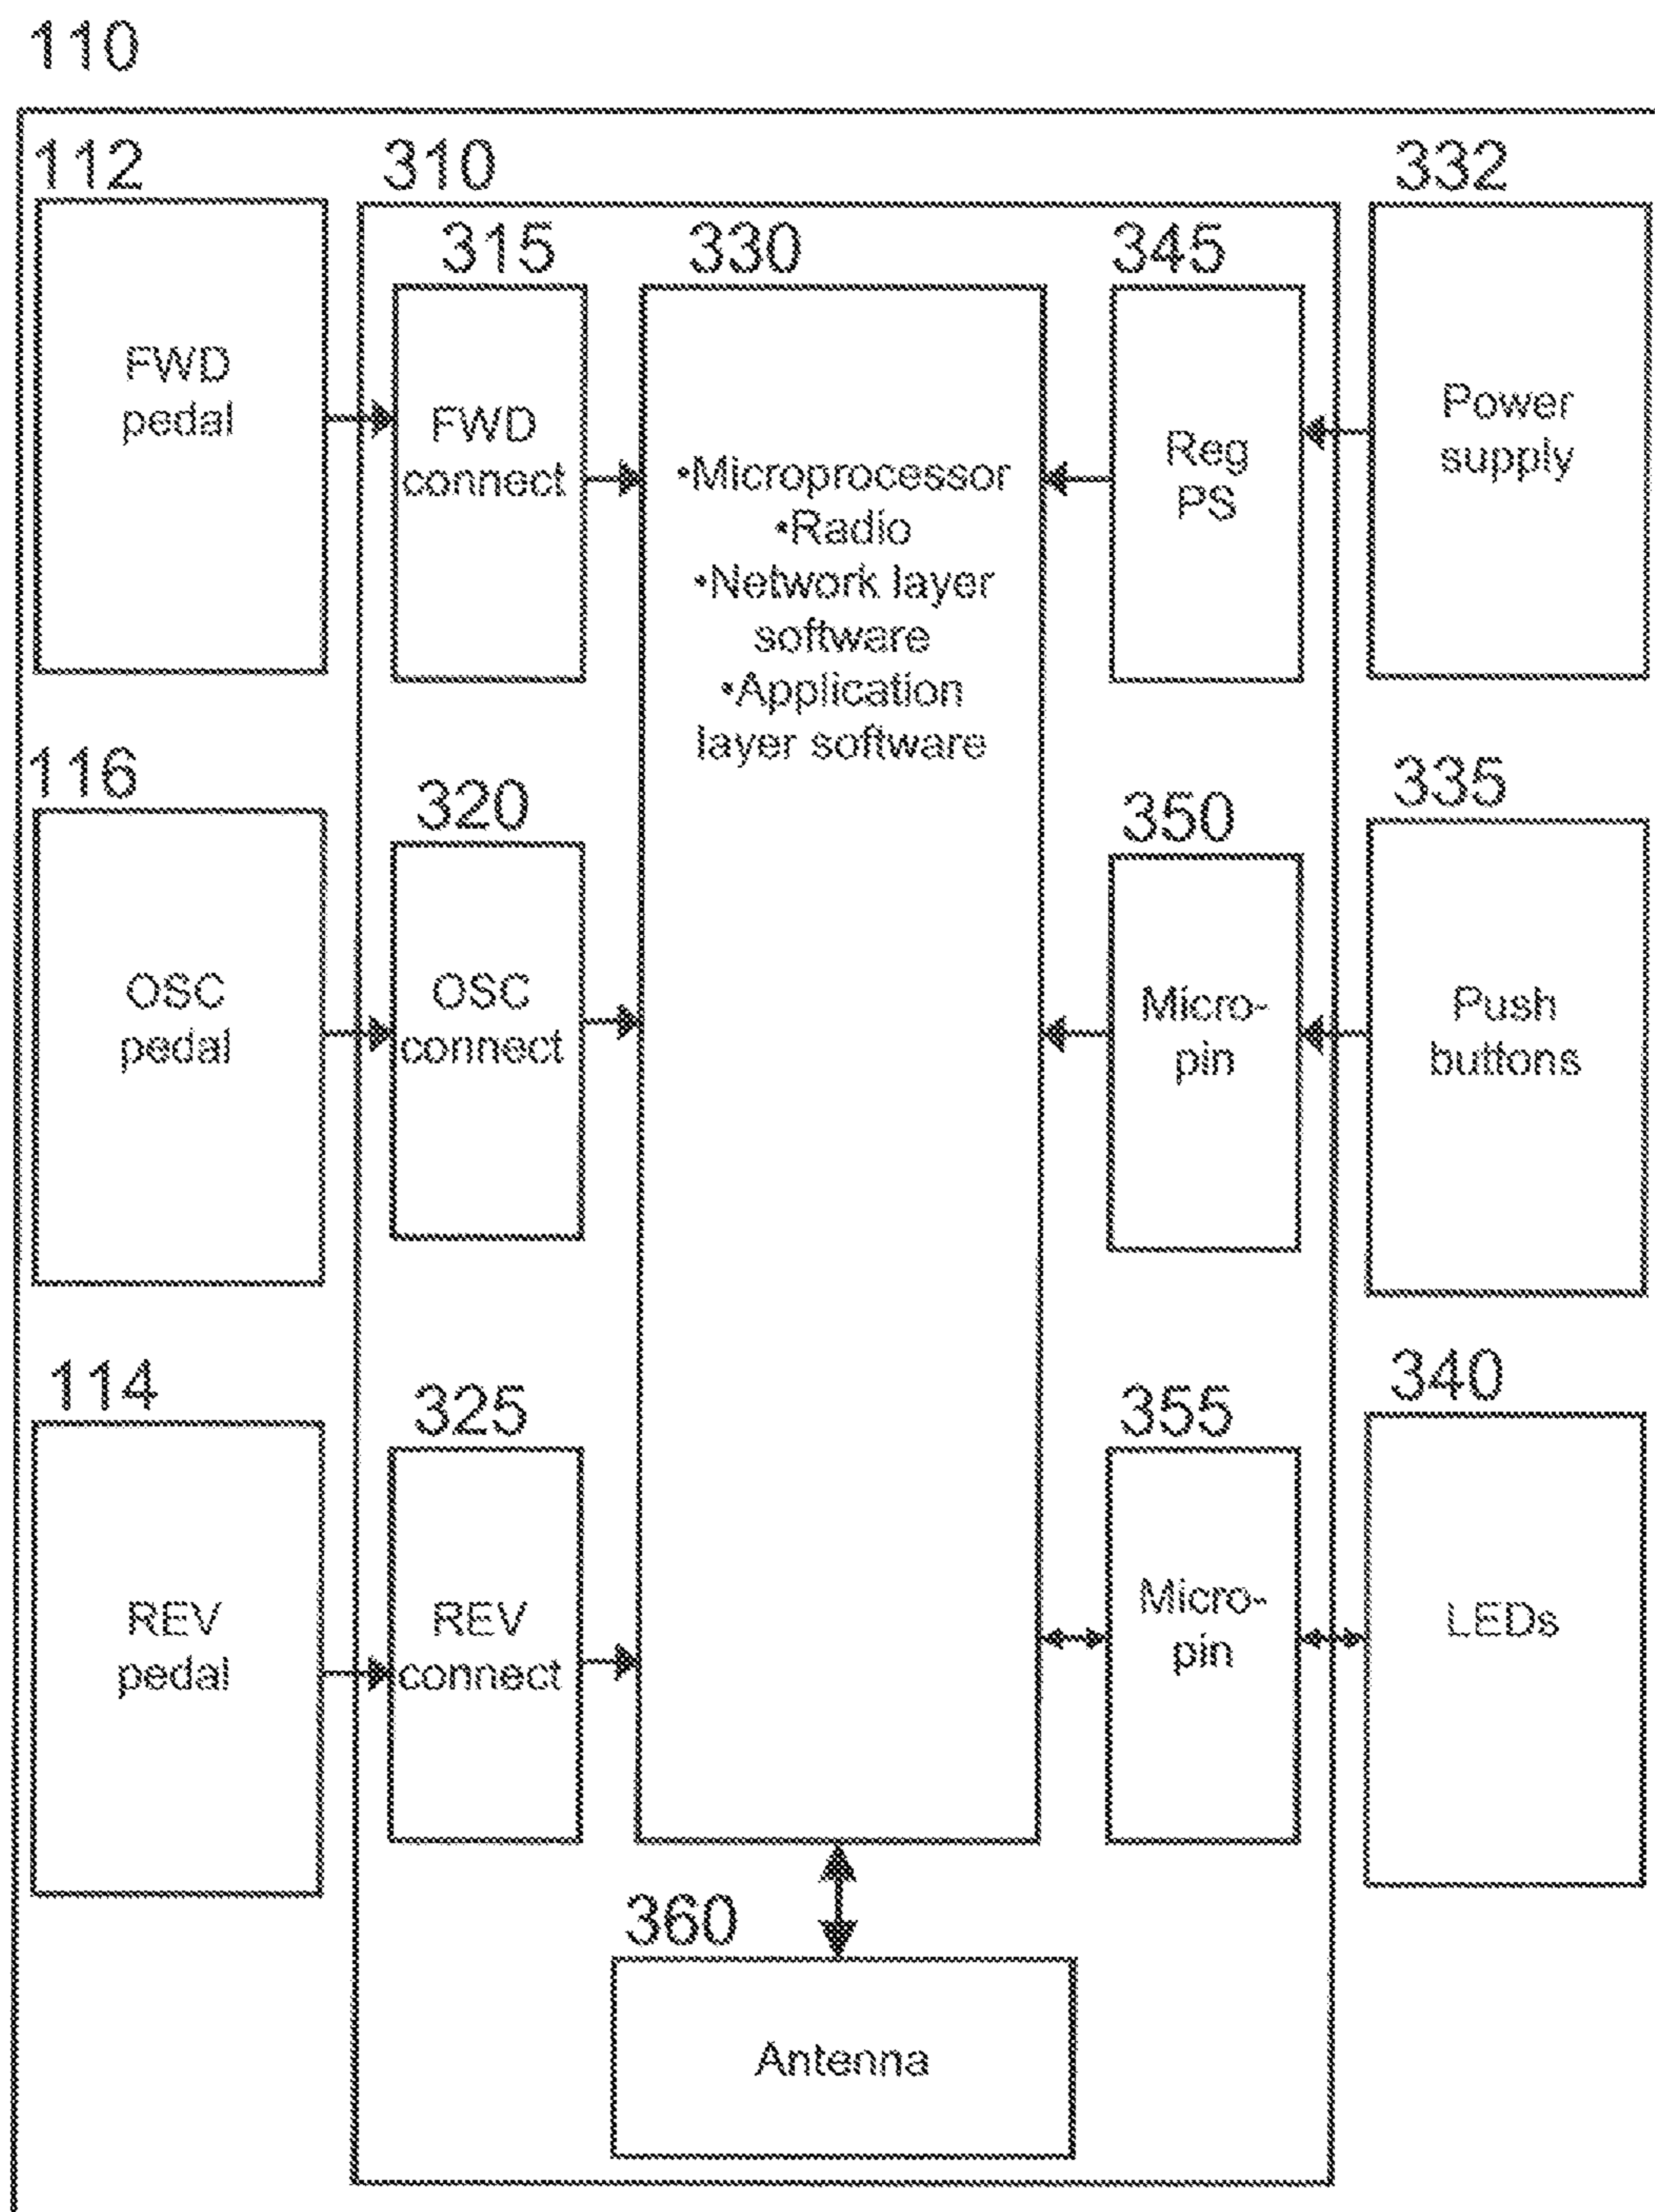 110
112
310
332
315
330
345
FWD
pedal
FWD
connect
•Microprocessor
•Radio
•Network layer
software
•Application
layer software
Reg
PS
Power
supply
116
320
350
335
OSC
pedal
OSC
connect
Micro-
pin
Push
buttons
114
325
355
340
REV
pedal
REV
connect
Micro-
pin
LEDs
360
Antenna